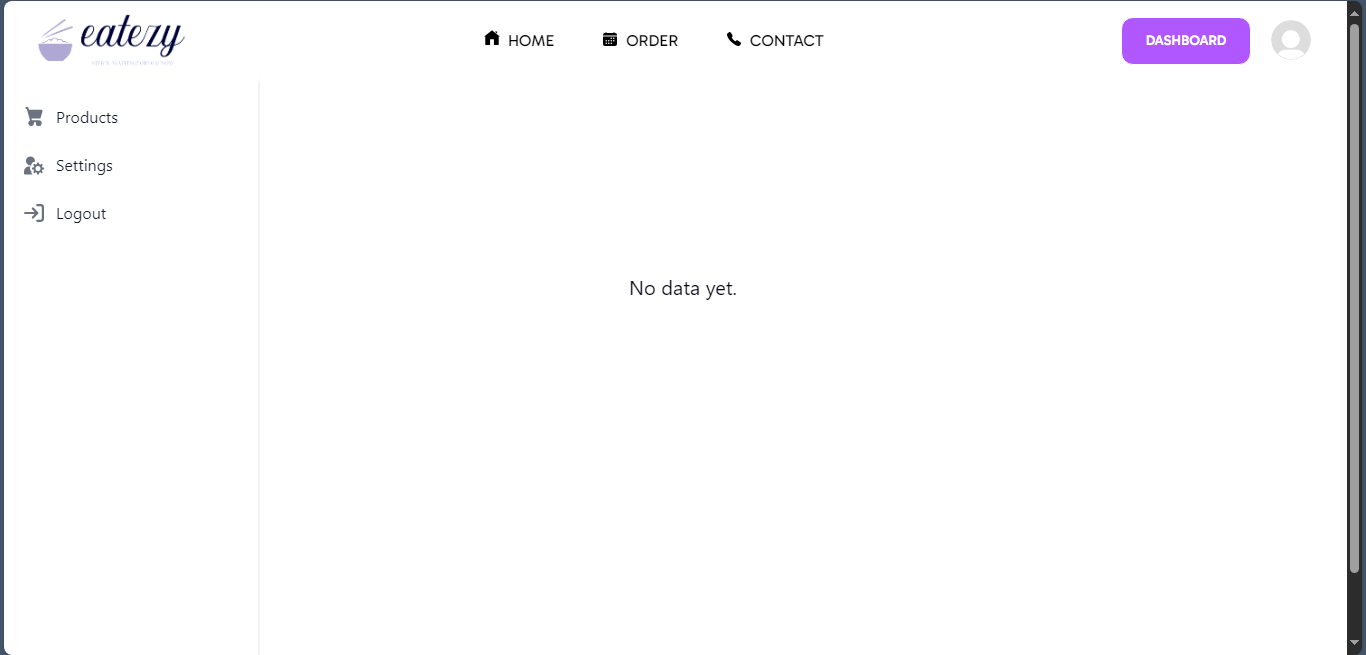 eatezy
HOME
ORDER
CONTACT
DASHBOARD
Products
Settings
Logout
No data yet.